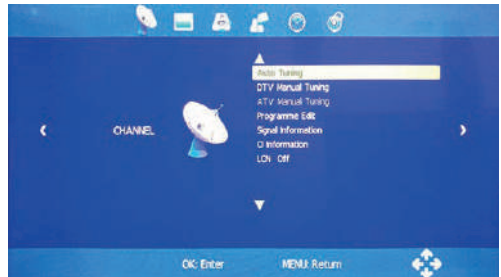 CHANNEL
Auto Tuning
DTV Manual Tuning
ATV Manual Tuning
Programme Edit
Signal Information
CI Information
LCN Off
OK: Enter MENU: Return